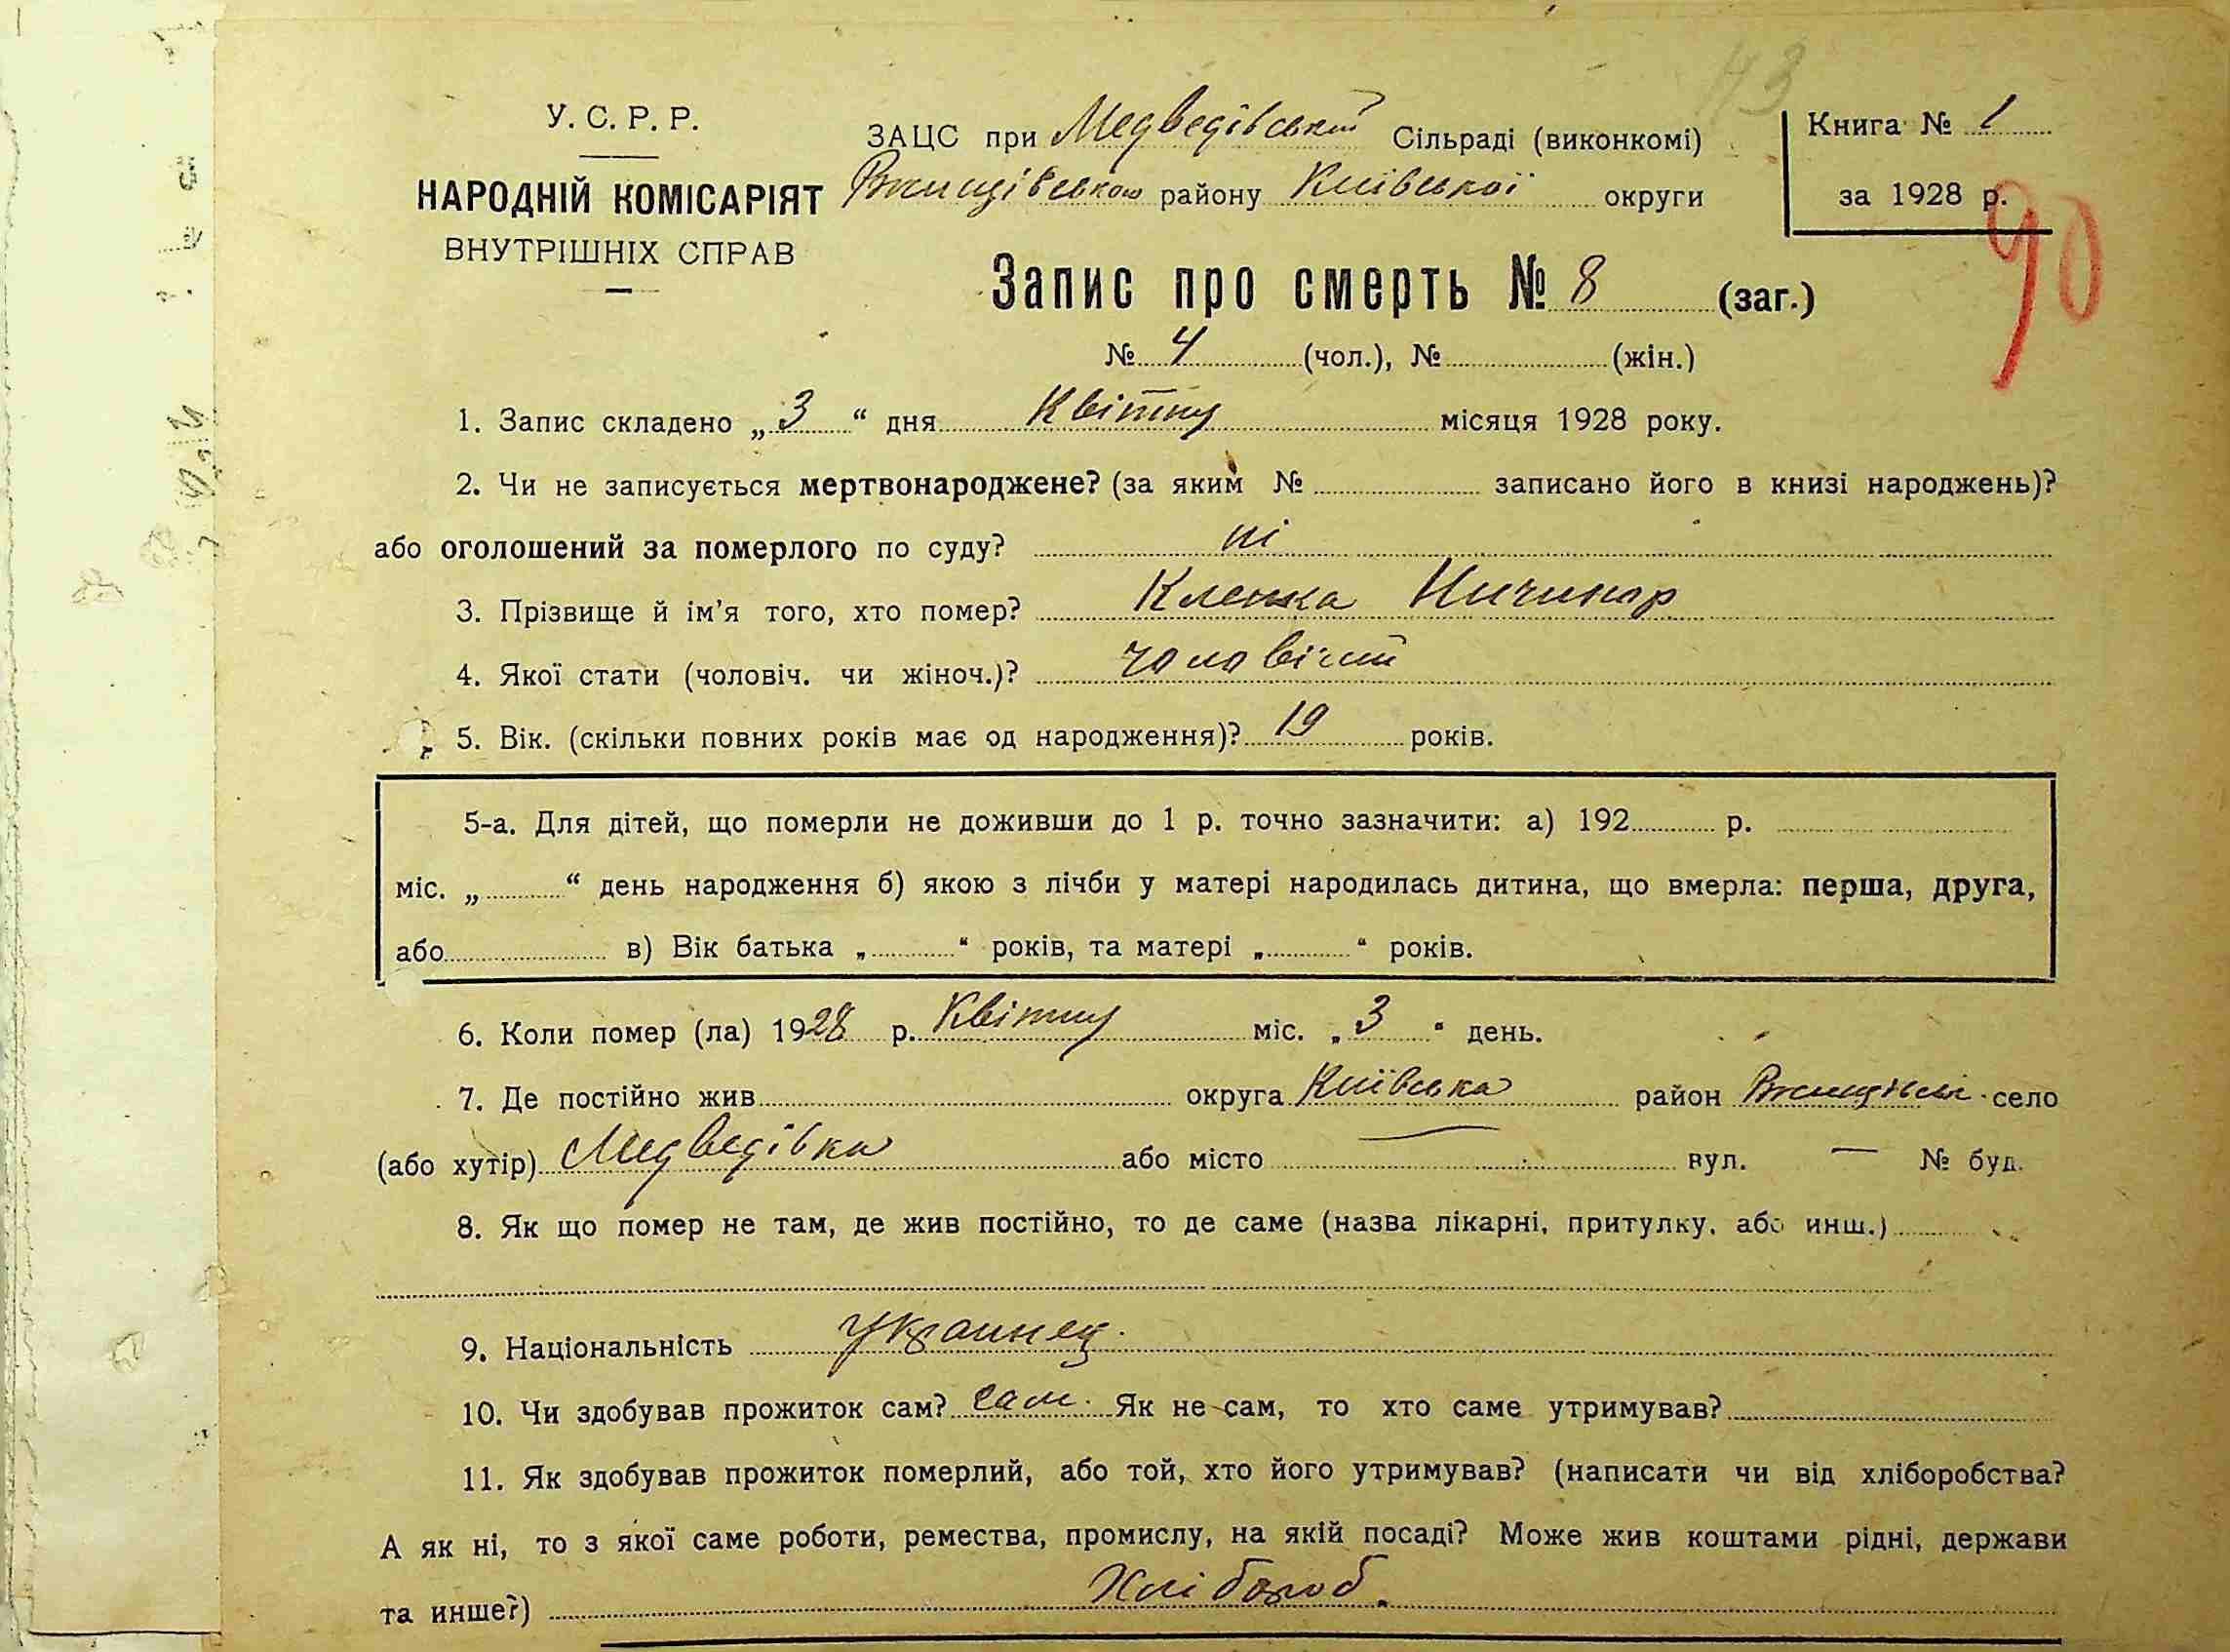 43
У. С. Р. Р.
ЗАЦС при Медведівській Сільраді (виконкомі)
Книга № 1
НАРОДНІЙ КОМІСАРІЯТ
Ржищівського району Київської округи
за 1928 р.
ВНУТРІШНІХ СПРАВ
90
Запис про смерть № 8 (заг.)
№ 4 (чол.), № (жін.)
1. Запис складено „ 3 “ дня Квітня місяця 1928 року.
2. Чи не записується мертвонароджене? (за яким № записано його в книзі народжень)?
або оголошений за померлого по суду? ні
3. Прізвище й ім'я того, хто помер? Ничипор
4. Якої стати (чоловіч. чи жіноч.)? чоловічий
5. Вік. (скільки повних років має од народження)? 19 років.
5-а. Для дітей, що померли не доживши до 1 р. точно зазначити: а) 192 р.
міс. „ “ день народження б) якою з лічби у матері народилась дитина, що вмерла: перша, друга,
або в) Вік батька „ “ років, та матері „ “ років.
6. Коли помер (ла) 1928 р. Квітня міс. „ 3 “ день.
7. Де постійно жив округа Київська район село
(або хутір) Медведівка або місто — вул. — № буд.
8. Як що помер не там, де жив постійно, то де саме (назва лікарні, притулку, або инш.)
9. Національність Украинец.
10. Чи здобував прожиток сам? сам. Як не сам, то хто саме утримував?
11. Як здобував прожиток померлий, або той, хто його утримував? (написати чи від хліборобства?
А як ні, то з якої саме роботи, ремества, промислу, на якій посаді? Може жив коштами рідні, держави
та инше?) Хлібороб.